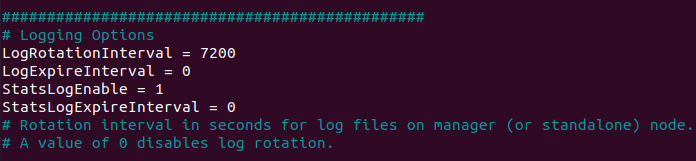 ###############################################
# Logging Options
LogRotationInterval = 7200
LogExpireInterval = 0
StatsLogEnable = 1
StatsLogExpireInterval = 0
# Rotation interval in seconds for log files on manager (or standalone) node.
# A value of 0 disables log rotation.